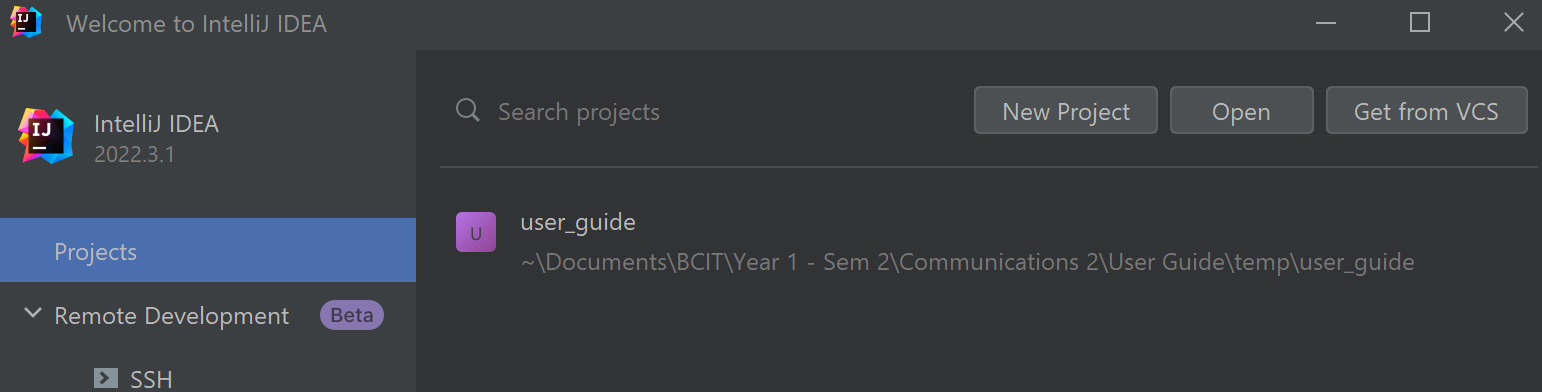 Welcome to IntelliJ IDEA
IJ
IntelliJ IDEA
2022.3.1
Search projects
New Project
Open
Get from VCS
Projects
U
user_guide
~\Documents\BCIT\Year 1 - Sem 2\Communications 2\User Guide\temp\user_guide
Remote Development
Beta
SSH